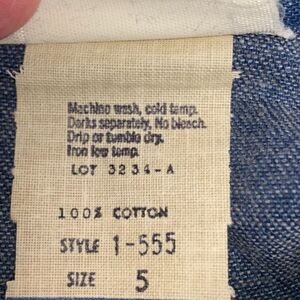 Machine wash, cold temp.
Darks separately, No bleach.
Drip or tumble dry.
Iron low temp.
LOT 3234-A
100% COTTON
STYLE 1-555
SIZE 5